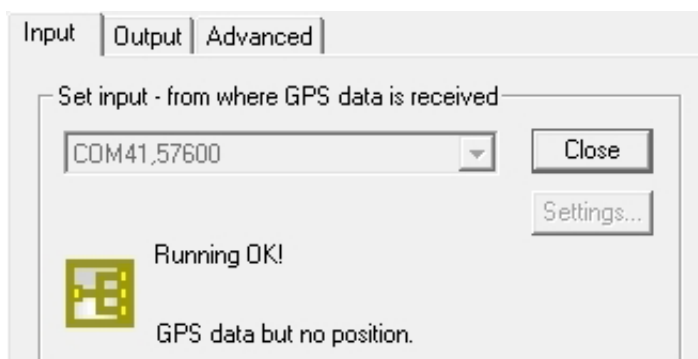 Input Output Advanced
Set input - from where GPS data is received
COM41,57600 Close
Settings...
Running OK!
GPS data but no position.